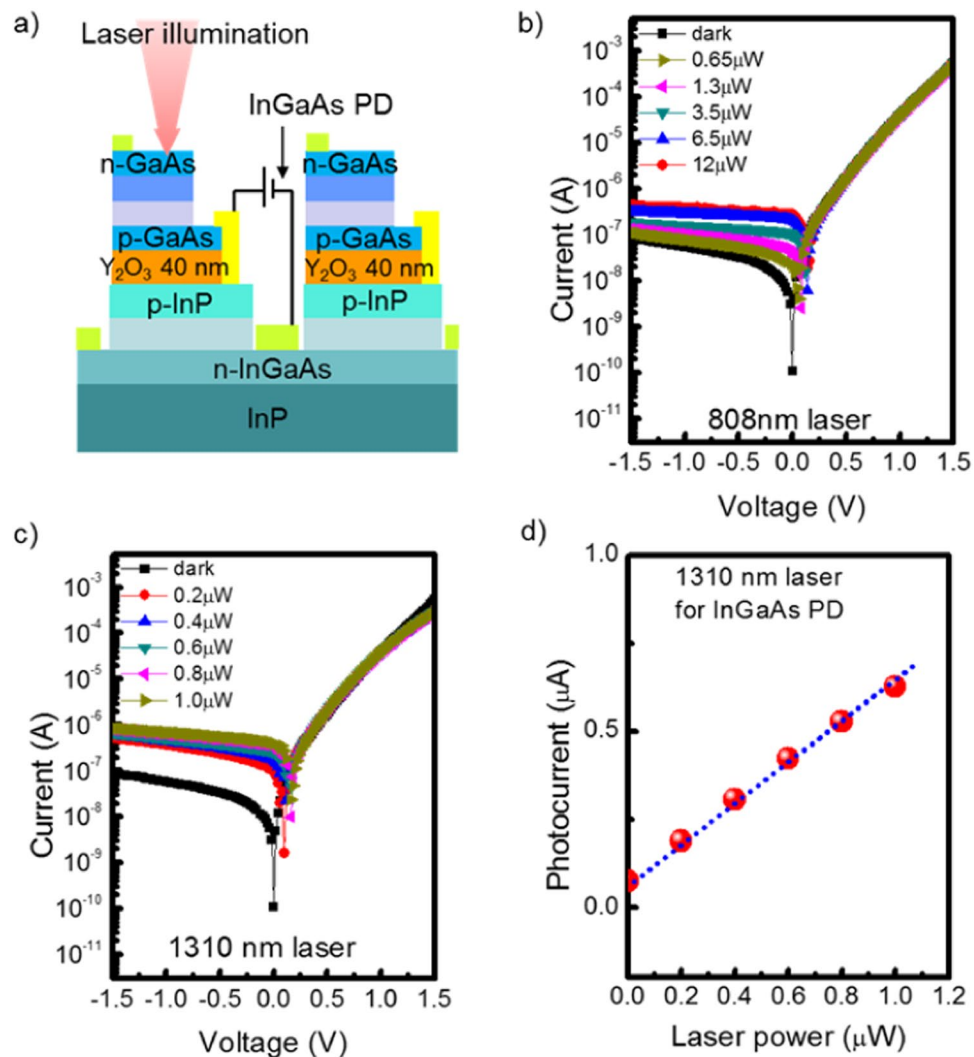 a)
Laser illumination
InGaAs PD
n-GaAs
n-GaAs
p-GaAs
p-GaAs
Y₂O₃ 40 nm
Y₂O₃ 40 nm
p-InP
p-InP
n-InGaAs
InP
b)
dark
0.65μW
1.3μW
3.5μW
6.5μW
12μW
10⁻³
10⁻⁴
10⁻⁵
10⁻⁶
10⁻⁷
10⁻⁸
10⁻⁹
10⁻¹⁰
10⁻¹¹
Current (A)
808nm laser
-1.5 -1.0 -0.5 0.0 0.5 1.0 1.5
Voltage (V)
c)
dark
0.2μW
0.4μW
0.6μW
0.8μW
1.0μW
10⁻³
10⁻⁴
10⁻⁵
10⁻⁶
10⁻⁷
10⁻⁸
10⁻⁹
10⁻¹⁰
10⁻¹¹
Current (A)
1310 nm laser
-1.5 -1.0 -0.5 0.0 0.5 1.0 1.5
Voltage (V)
d)
1310 nm laser
for InGaAs PD
1.0
0.5
0.0
Photocurrent (μA)
0.0 0.2 0.4 0.6 0.8 1.0 1.2
Laser power (μW)